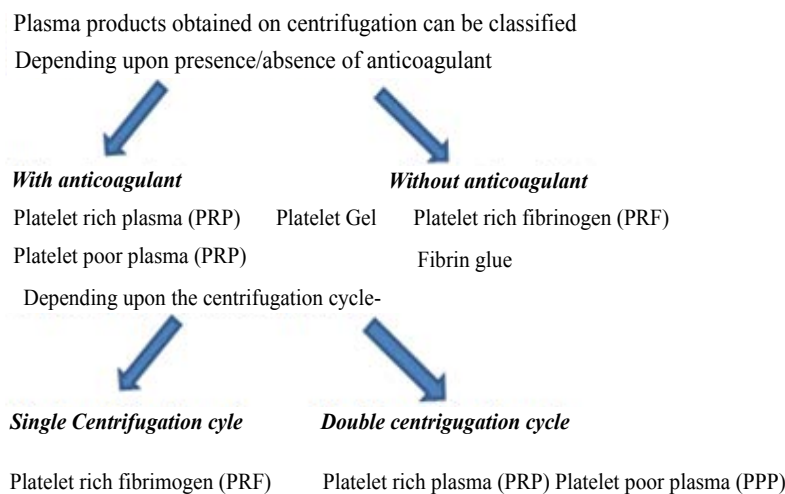 Plasma products obtained on centrifugation can be classified
Depending upon presence/absence of anticoagulant
With anticoagulant Without anticoagulant
Platelet rich plasma (PRP) Platelet Gel Platelet rich fibrinogen (PRF)
Platelet poor plasma (PRP) Fibrin glue
Depending upon the centrifugation cycle-
Single Centrifugation cyle Double centrigugation cycle
Platelet rich fibrimogen (PRF) Platelet rich plasma (PRP) Platelet poor plasma (PPP)